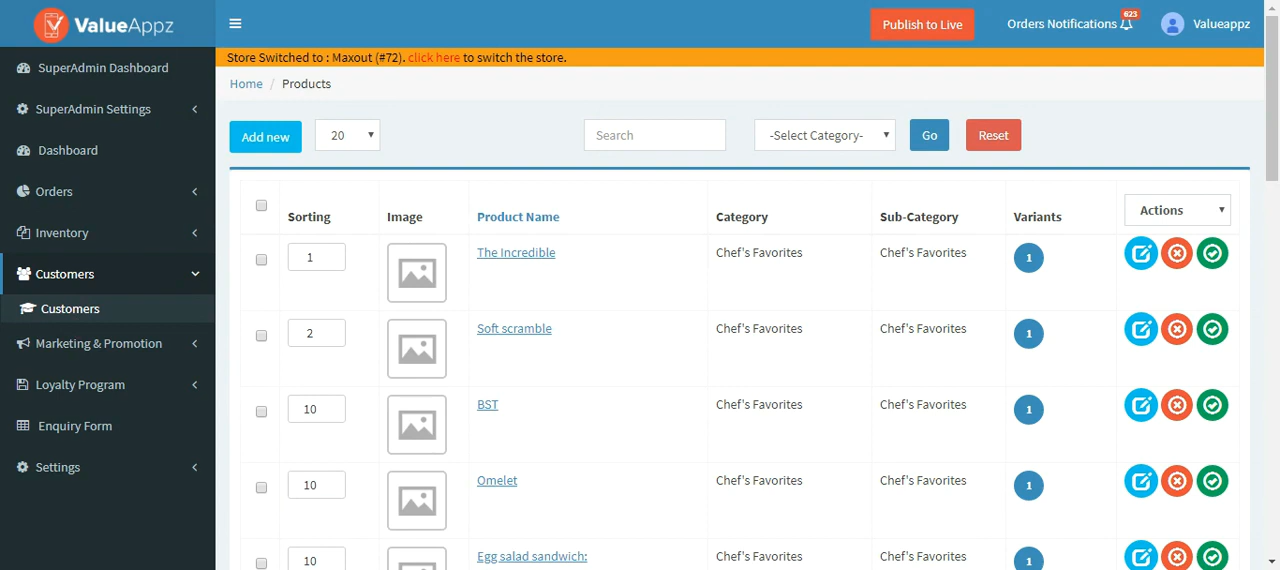 ValueAppz
Publish to Live
Orders Notifications
623
Valueappz
Store Switched to : Maxout (#72). click here to switch the store.
SuperAdmin Dashboard
SuperAdmin Settings
Dashboard
Orders
Inventory
Customers
Customers
Marketing & Promotion
Loyalty Program
Enquiry Form
Settings
Home / Products
Add new
20
Search
-Select Category-
Go
Reset
Sorting Image Product Name Category Sub-Category Variants Actions
1 The Incredible Chef's Favorites Chef's Favorites 1
2 Soft scramble Chef's Favorites Chef's Favorites 1
10 BST Chef's Favorites Chef's Favorites 1
10 Omelet Chef's Favorites Chef's Favorites 1
10 Egg salad sandwich: Chef's Favorites Chef's Favorites 1